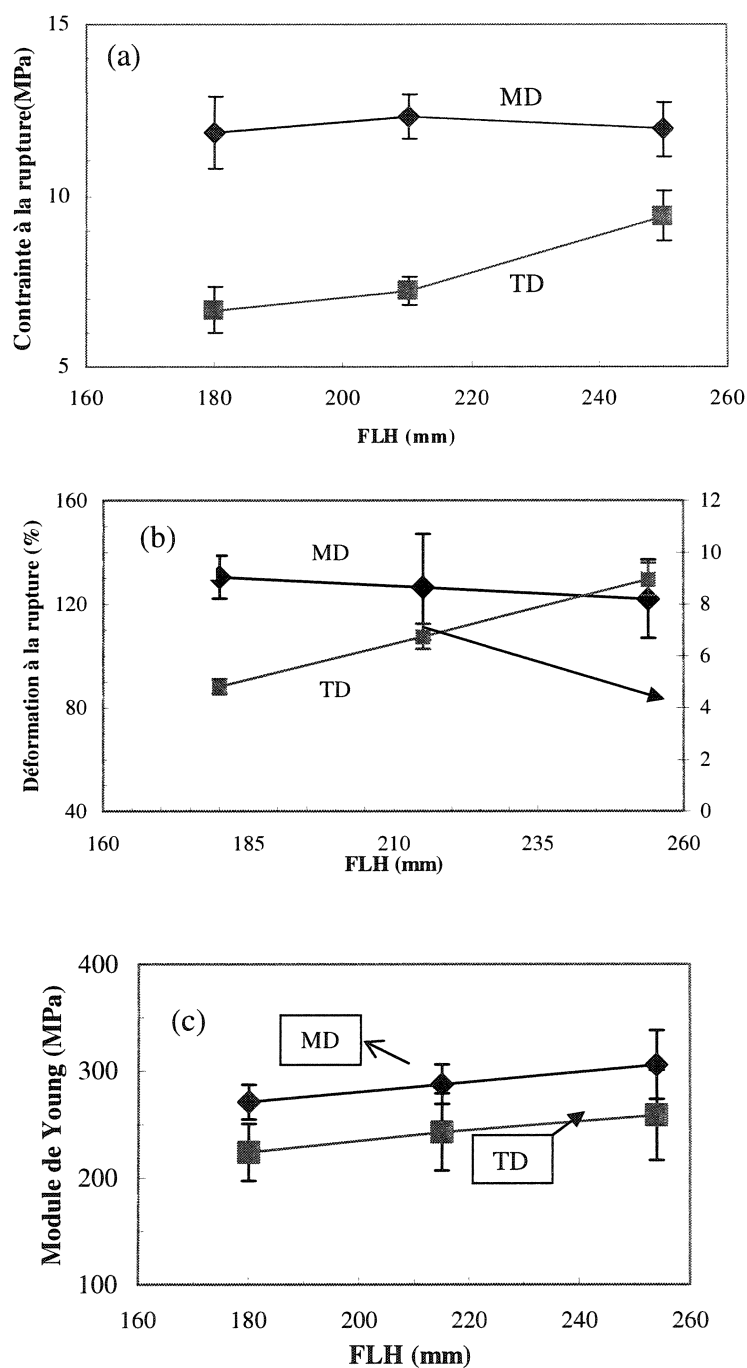 Contrainte à la rupture(MPa)
(a)
15
10
5
MD
TD
160 180 200 220 240 260
FLH (mm)
Déformation à la rupture (%)
(b)
160
120
80
40
MD
TD
12
10
8
6
4
2
0
160 185 210 235 260
FLH (mm)
Module de Young (MPa)
(c)
400
300
200
100
MD
TD
160 180 200 220 240 260
FLH (mm)